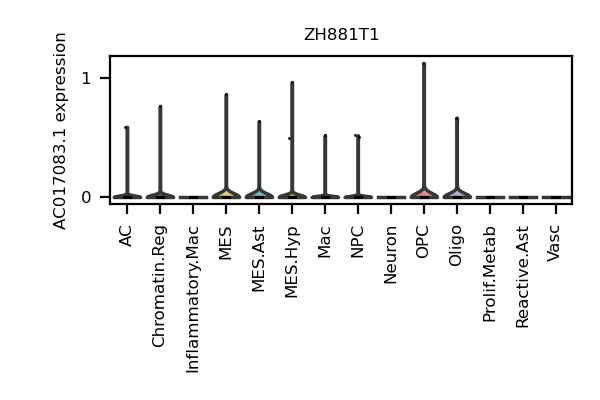 ZH881T1
AC017083.1 expression
1
0
AC
Chromatin.Reg
Inflammatory.Mac
MES
MES.Ast
MES.Hyp
Mac
NPC
Neuron
OPC
Oligo
Prolif.Metab
Reactive.Ast
Vasc